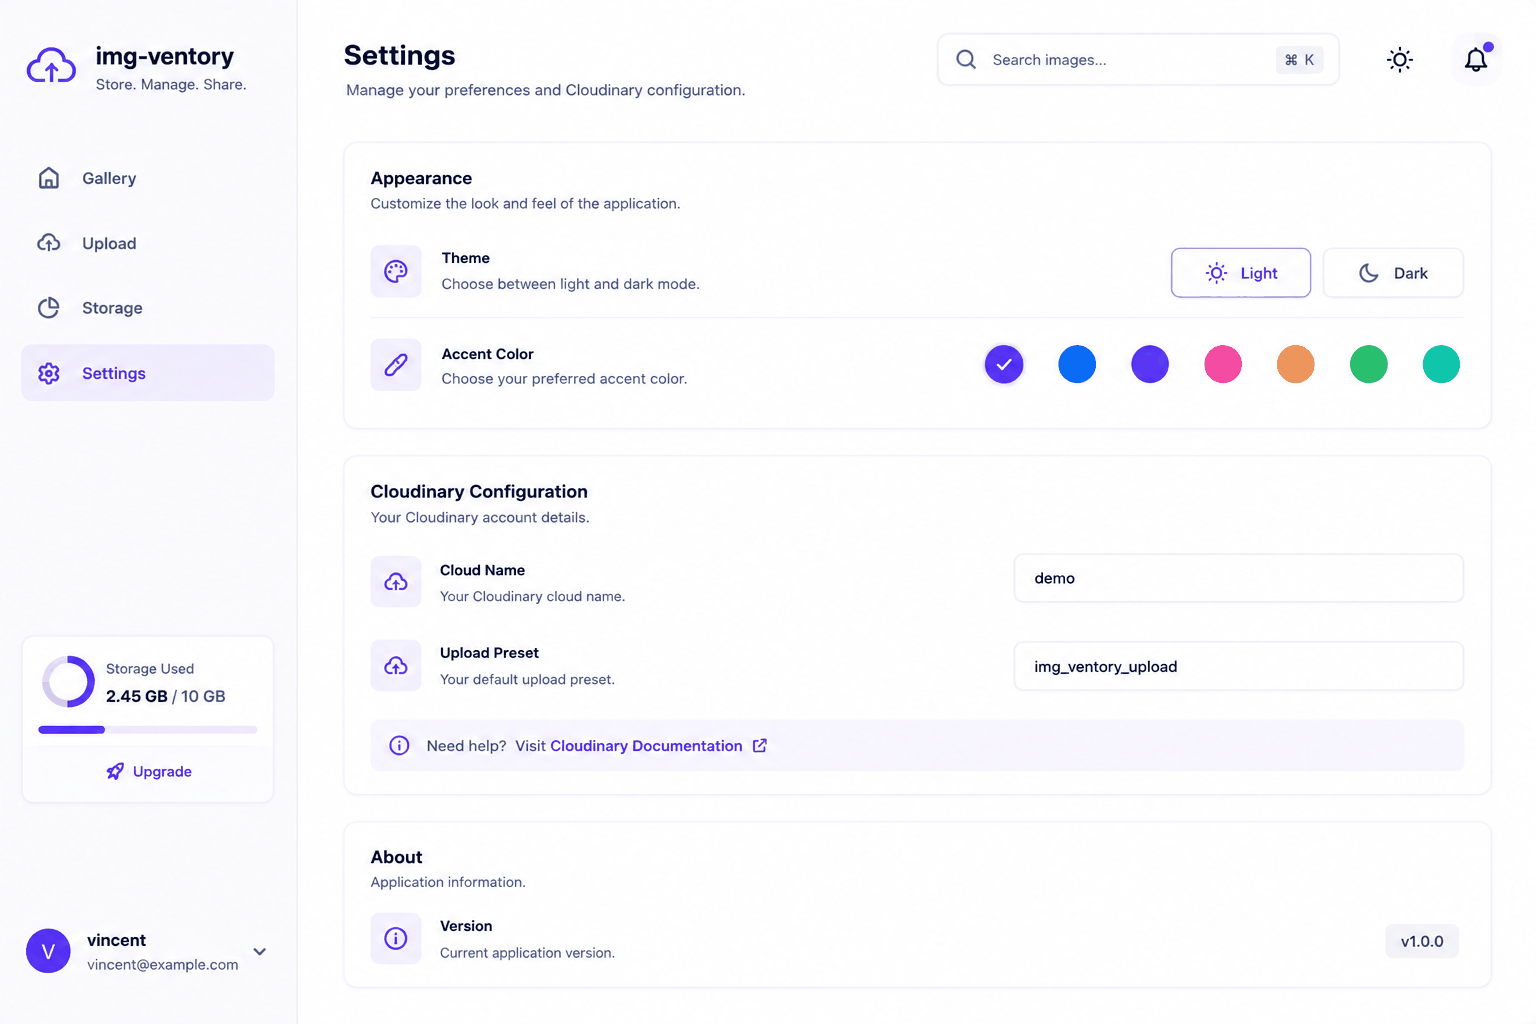 img-ventory
Store. Manage. Share.
Gallery
Upload
Storage
Settings
Storage Used
2.45 GB / 10 GB
Upgrade
V
vincent
vincent@example.com
Settings
Manage your preferences and Cloudinary configuration.
Search images...
⌘ K
Appearance
Customize the look and feel of the application.
Theme
Choose between light and dark mode.
Light
Dark
Accent Color
Choose your preferred accent color.
Cloudinary Configuration
Your Cloudinary account details.
Cloud Name
Your Cloudinary cloud name.
demo
Upload Preset
Your default upload preset.
img_ventory_upload
Need help? Visit Cloudinary Documentation
About
Application information.
Version
Current application version.
v1.0.0